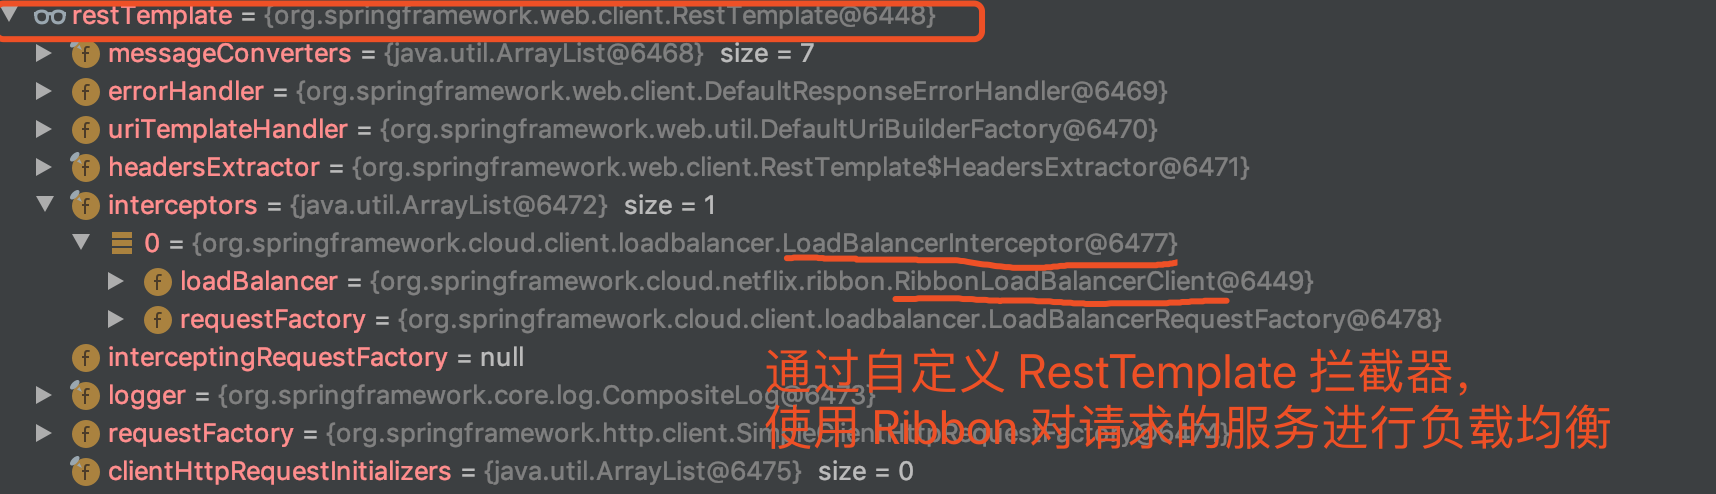 restTemplate = {org.springframework.web.client.RestTemplate@6448}
f messageConverters = {java.util.ArrayList@6468} size = 7
f errorHandler = {org.springframework.web.client.DefaultResponseErrorHandler@6469}
f uriTemplateHandler = {org.springframework.web.util.DefaultUriBuilderFactory@6470}
f headersExtractor = {org.springframework.web.client.RestTemplate$HeadersExtractor@6471}
f interceptors = {java.util.ArrayList@6472} size = 1
0 = {org.springframework.cloud.client.loadbalancer.LoadBalancerInterceptor@6477}
f loadBalancer = {org.springframework.cloud.netflix.ribbon.RibbonLoadBalancerClient@6449}
f requestFactory = {org.springframework.cloud.client.loadbalancer.LoadBalancerRequestFactory@6478}
f interceptingRequestFactory = null
通过自定义 RestTemplate 拦截器，
f logger = {org.springframework.core.log.CompositeLog@6473}
使用 Ribbon 对请求的服务进行负载均衡
f requestFactory = {org.springframework.http.client.SimpleClientHttpRequestFactory@6474}
f clientHttpRequestInitializers = {java.util.ArrayList@6475} size = 0